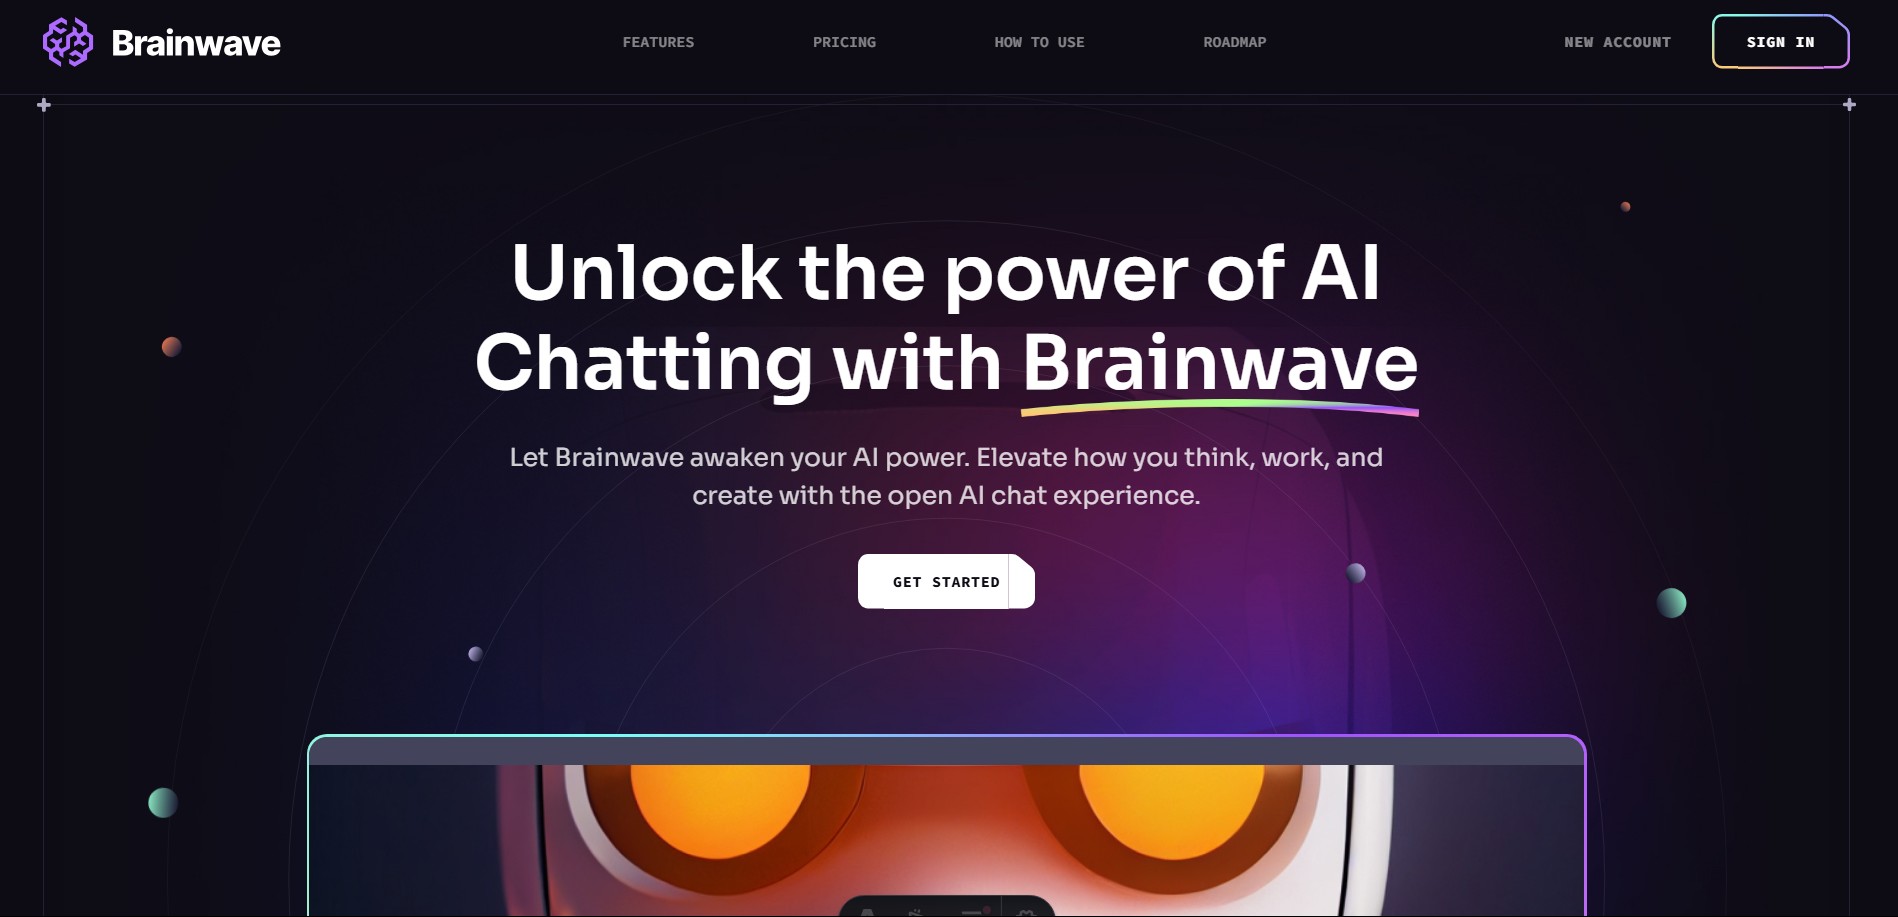 Brainwave
FEATURES
PRICING
HOW TO USE
ROADMAP
NEW ACCOUNT
SIGN IN
Unlock the power of AI
Chatting with Brainwave
Let Brainwave awaken your AI power. Elevate how you think, work, and
create with the open AI chat experience.
GET STARTED